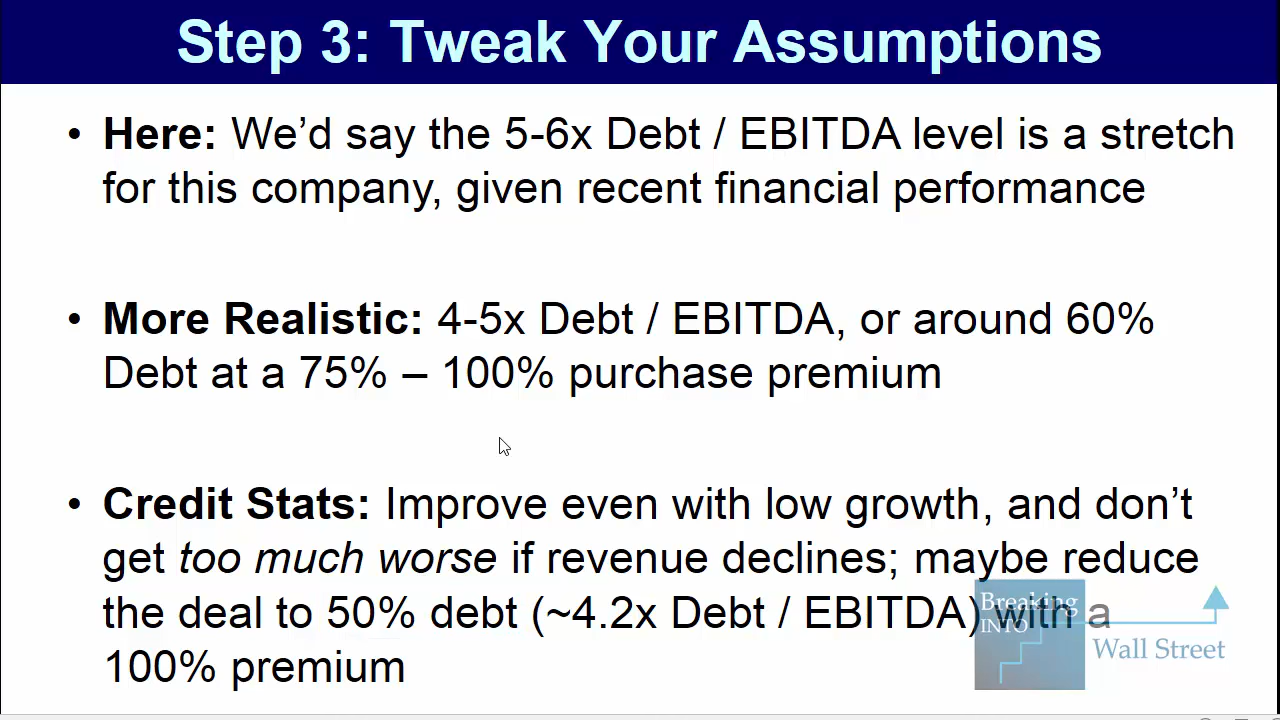 Step 3: Tweak Your Assumptions
• Here: We’d say the 5-6x Debt / EBITDA level is a stretch
for this company, given recent financial performance
• More Realistic: 4-5x Debt / EBITDA, or around 60%
Debt at a 75% – 100% purchase premium
• Credit Stats: Improve even with low growth, and don’t
get too much worse if revenue declines; maybe reduce
the deal to 50% debt (~4.2x Debt / EBITDA) with a
100% premium
Breaking
INTO
Wall Street